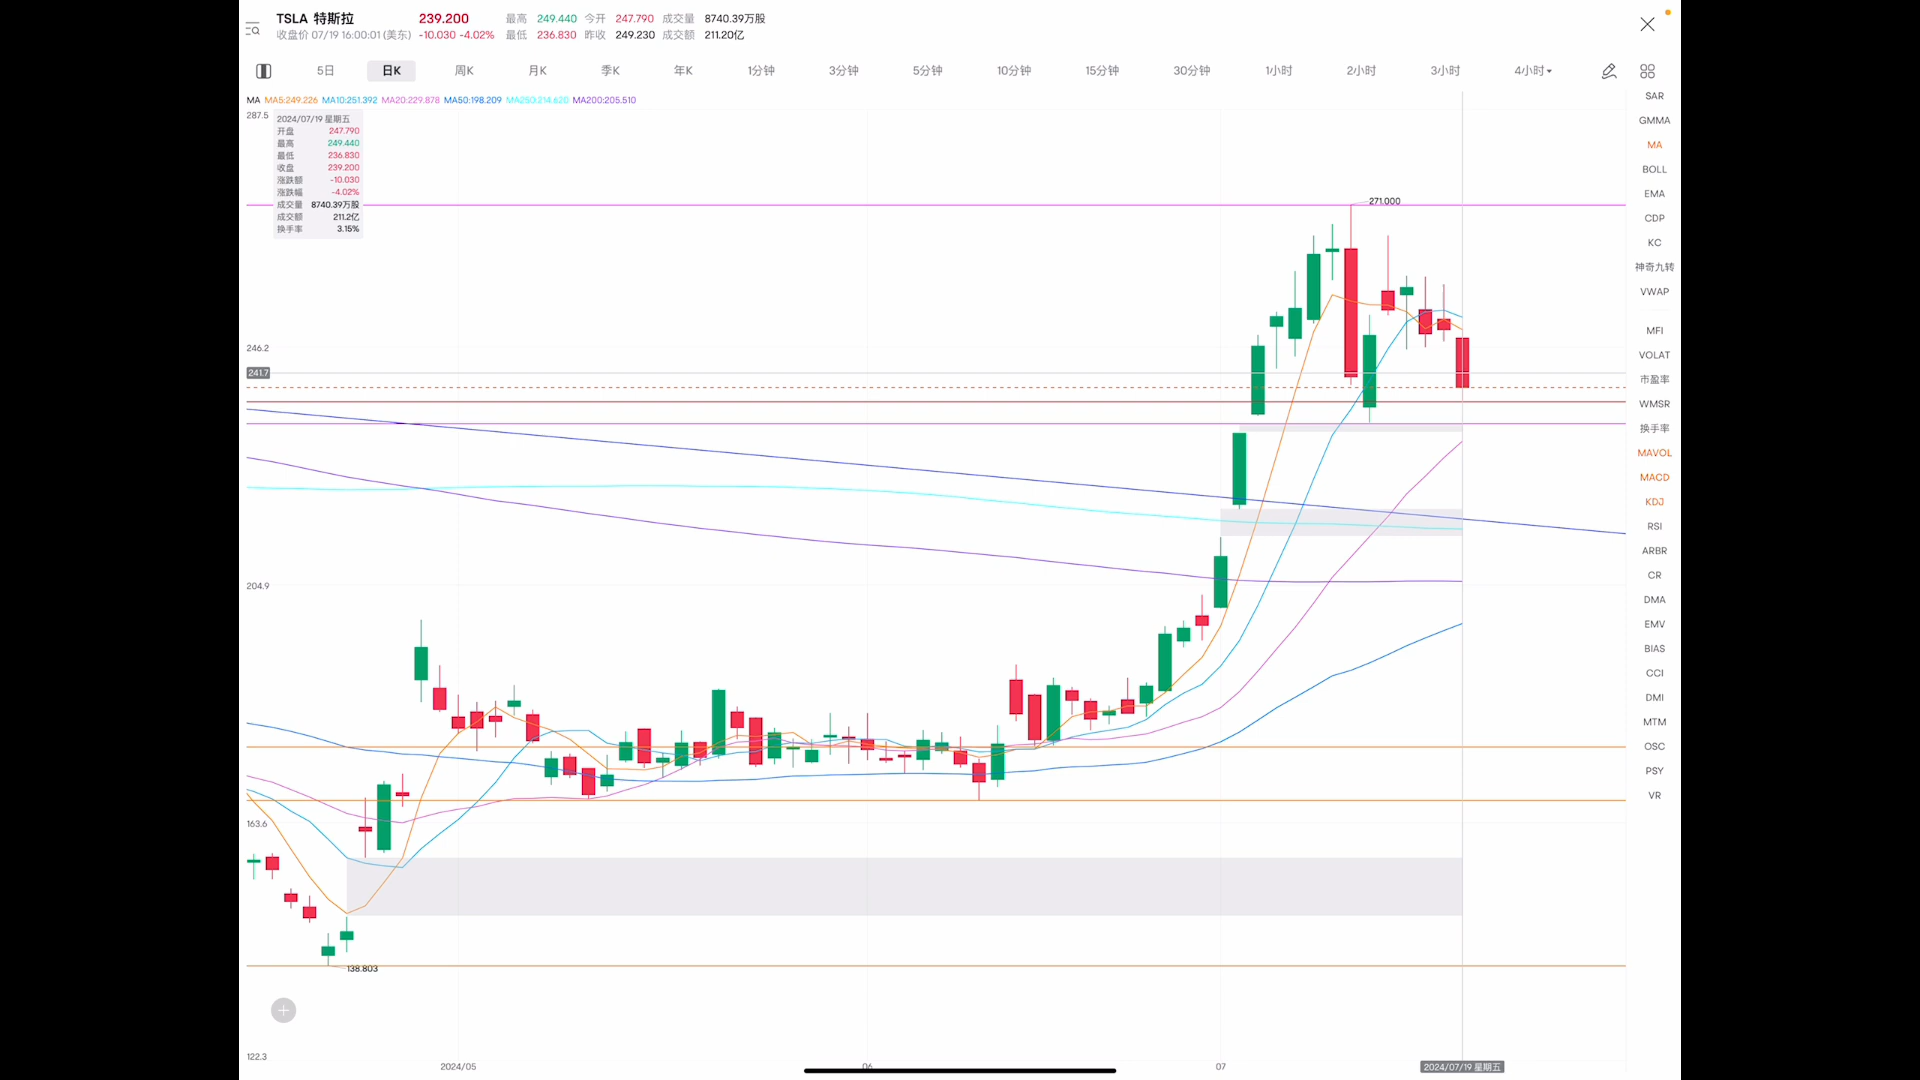 TSLA 特斯拉 239.200 最高 249.440 今开 247.790 成交量 8740.39万股
收盘价 07/19 16:00:01 (美东) -10.030 -4.02% 最低 236.830 昨收 249.230 成交额 211.20亿
5日 日K 周K 月K 季K 年K 1分钟 3分钟 5分钟 10分钟 15分钟 30分钟 1小时 2小时 3小时 4小时
MA MA5:249.226 MA10:251.392 MA20:229.878 MA50:198.209 MA250:214.620 MA200:205.510
287.5
2024/07/19 星期五
开盘 247.790
最高 249.440
最低 236.830
收盘 239.200
涨跌额 -10.030
涨跌幅 -4.02%
成交量 8740.39万股
成交额 211.2亿
换手率 3.15%
271.000
246.2
241.7
204.9
163.6
138.803
122.3
2024/05 06 07 2024/07/19 星期五
SAR
GMMA
MA
BOLL
EMA
CDP
KC
神奇九转
VWAP
MFI
VOLAT
市盈率
WMSR
换手率
MAVOL
MACD
KDJ
RSI
ARBR
CR
DMA
EMV
BIAS
CCI
DMI
MTM
OSC
PSY
VR